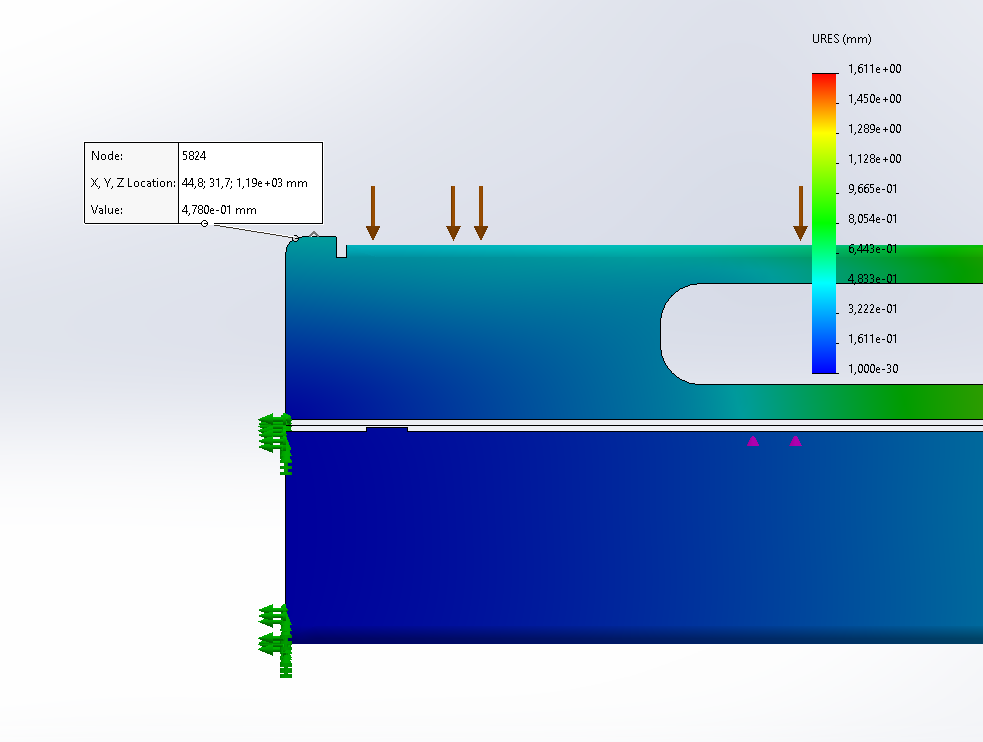 URES (mm)
1,611e+00
1,450e+00
1,289e+00
1,128e+00
9,665e-01
8,054e-01
6,443e-01
4,833e-01
3,222e-01
1,611e-01
1,000e-30
Node: 5824
X, Y, Z Location: 44,8; 31,7; 1,19e+03 mm
Value: 4,780e-01 mm